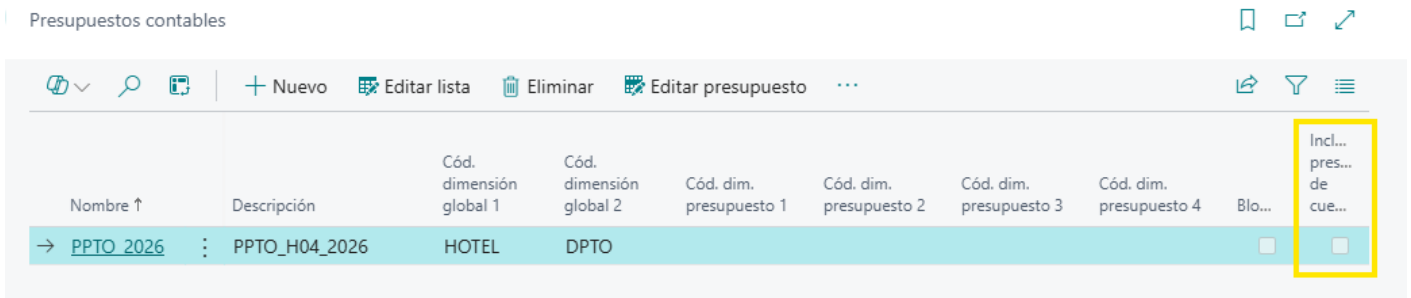 Presupuestos contables
Nuevo
Editar lista
Eliminar
Editar presupuesto
...
Nombre ↑
Descripción
Cód.
dimensión
global 1
Cód.
dimensión
global 2
Cód. dim.
presupuesto 1
Cód. dim.
presupuesto 2
Cód. dim.
presupuesto 3
Cód. dim.
presupuesto 4
Blo...
Incl...
pres...
de
cue...
→ PPTO_2026 PPTO_H04_2026 HOTEL DPTO